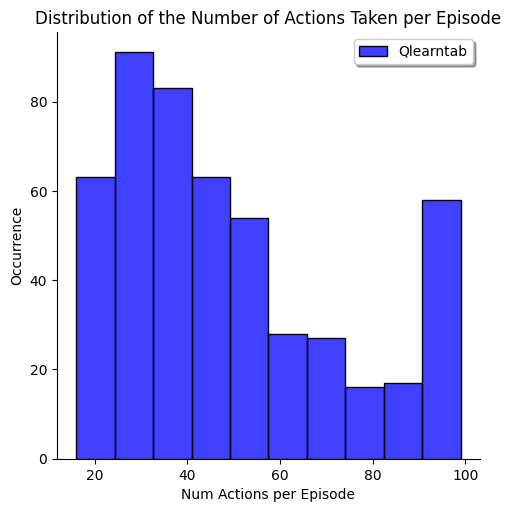 Distribution of the Number of Actions Taken per Episode
Qlearntab
Occurrence
80
60
40
20
0
20 40 60 80 100
Num Actions per Episode